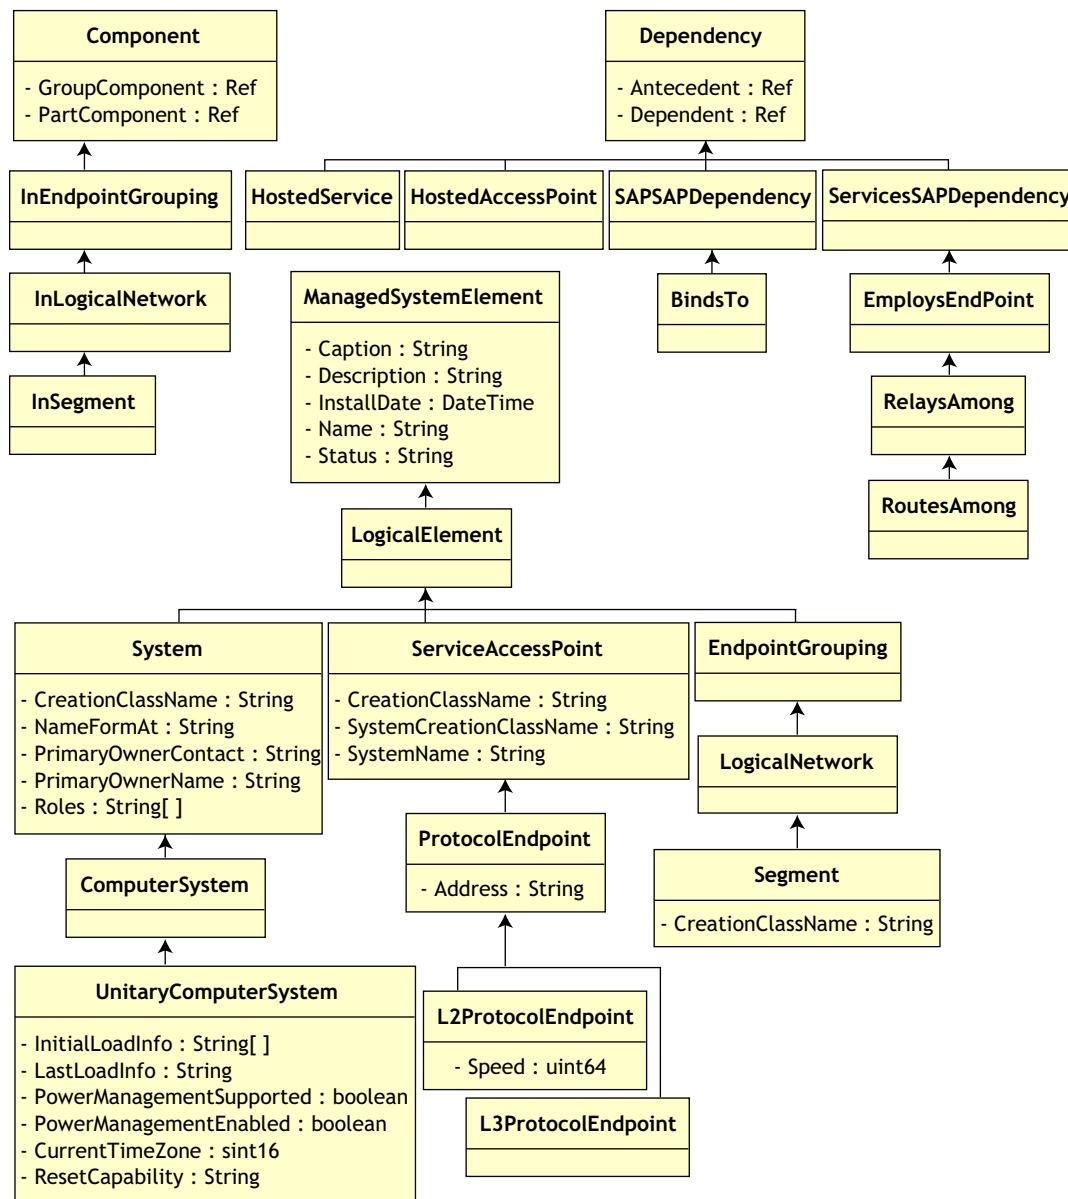 Component
- GroupComponent : Ref
- PartComponent : Ref
Dependency
- Antecedent : Ref
- Dependent : Ref
InEndpointGrouping
HostedService
HostedAccessPoint
SAPSAPDependency
ServicesSAPDependency
InLogicalNetwork
ManagedSystemElement
- Caption : String
- Description : String
- InstallDate : DateTime
- Name : String
- Status : String
BindsTo
EmploysEndPoint
InSegment
RelaysAmong
RoutesAmong
LogicalElement
System
- CreationClassName : String
- NameFormAt : String
- PrimaryOwnerContact : String
- PrimaryOwnerName : String
- Roles : String[ ]
ServiceAccessPoint
- CreationClassName : String
- SystemCreationClassName : String
- SystemName : String
EndpointGrouping
LogicalNetwork
ProtocolEndpoint
- Address : String
Segment
- CreationClassName : String
ComputerSystem
UnitaryComputerSystem
- InitialLoadInfo : String[ ]
- LastLoadInfo : String
- PowerManagementSupported : boolean
- PowerManagementEnabled : boolean
- CurrentTimeZone : sint16
- ResetCapability : String
L2ProtocolEndpoint
- Speed : uint64
L3ProtocolEndpoint